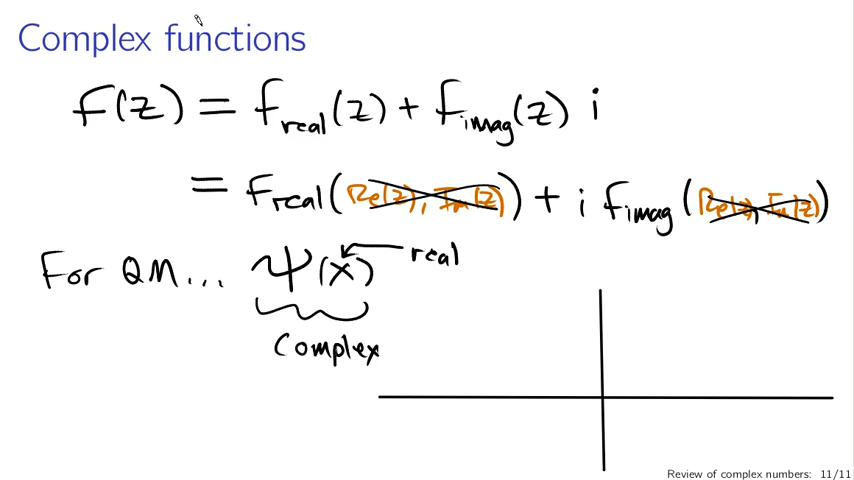 Complex functions
f(z) = f_real(z) + f_imag(z) i
= f_real(Re(z), Im(z)) + i f_imag(Re(z), Im(z))
For QM... ψ(x) real
Complex
Review of complex numbers: 11/11